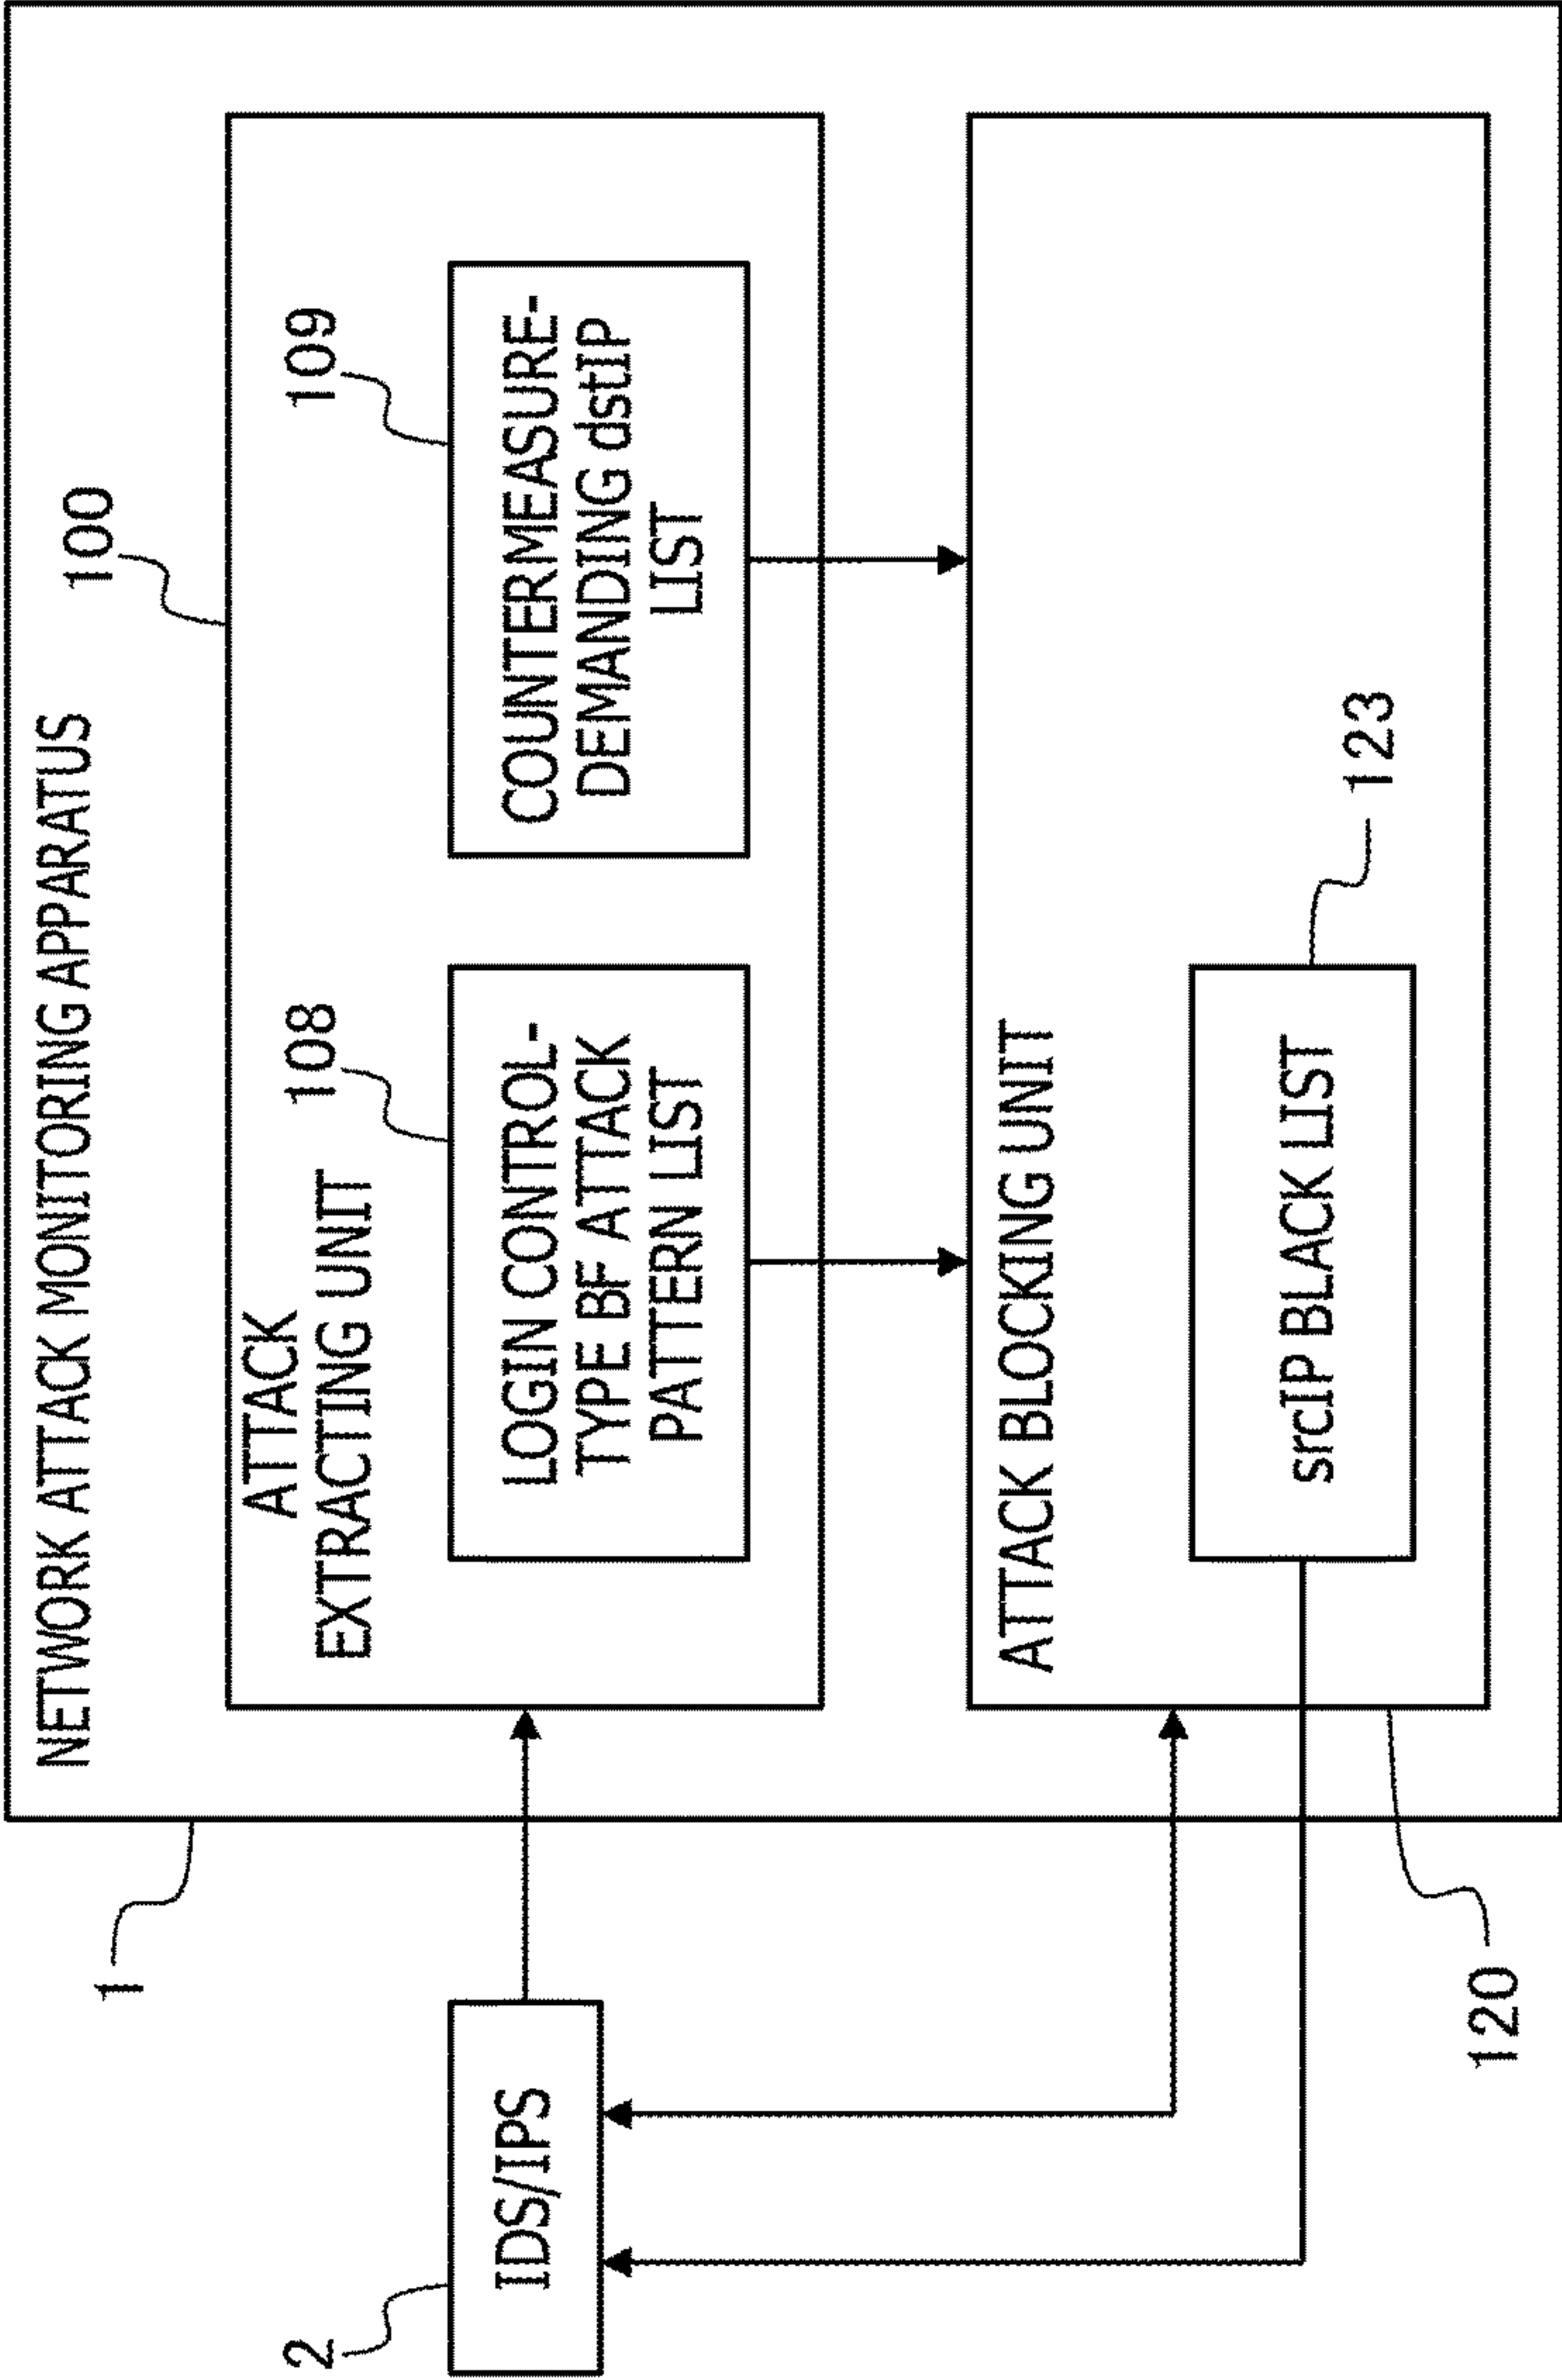 NETWORK ATTACK MONITORING APPARATUS
1
100
ATTACK
EXTRACTING UNIT
108
109
2
IDS/IPS
LOGIN CONTROL-
TYPE BF ATTACK
PATTERN LIST
COUNTERMEASURE-
DEMANDING dstIP
LIST
ATTACK BLOCKING UNIT
srcIP BLACK LIST
123
120